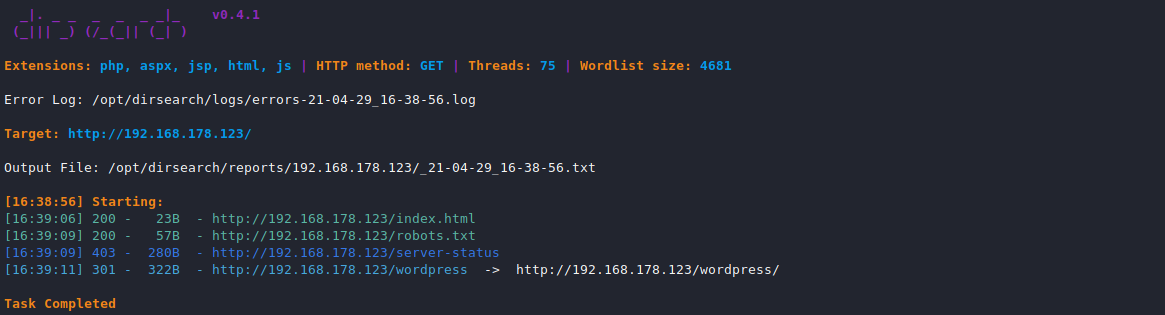 _|. _ _  _  _  _ _|_    v0.4.1
(_||| _) (/_(_|| (_| )
Extensions: php, aspx, jsp, html, js | HTTP method: GET | Threads: 75 | Wordlist size: 4681
Error Log: /opt/dirsearch/logs/errors-21-04-29_16-38-56.log
Target: http://192.168.178.123/
Output File: /opt/dirsearch/reports/192.168.178.123/_21-04-29_16-38-56.txt
[16:38:56] Starting:
[16:39:06] 200 -   23B  - http://192.168.178.123/index.html
[16:39:09] 200 -   57B  - http://192.168.178.123/robots.txt
[16:39:09] 403 -  280B  - http://192.168.178.123/server-status
[16:39:11] 301 -  322B  - http://192.168.178.123/wordpress  ->  http://192.168.178.123/wordpress/
Task Completed